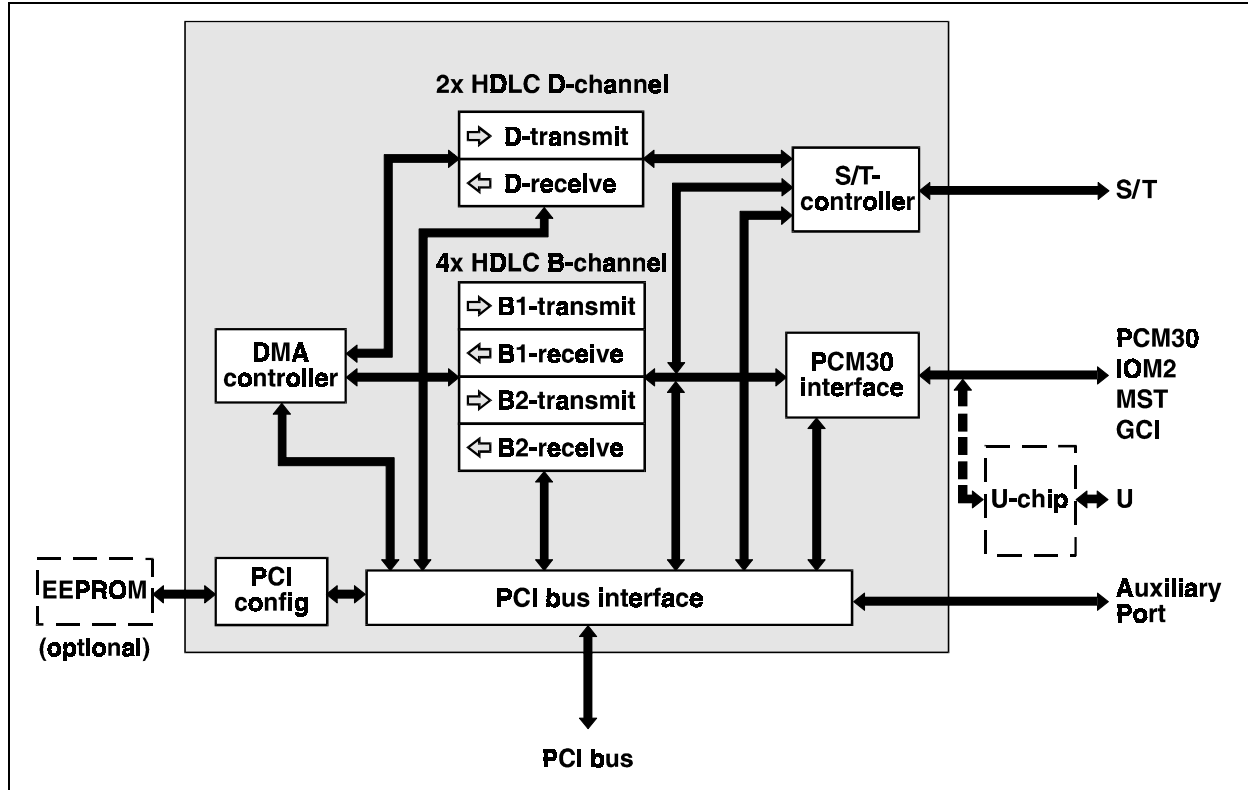 2x HDLC D-channel
D-transmit
D-receive
S/T-
controller
S/T
4x HDLC B-channel
B1-transmit
B1-receive
B2-transmit
B2-receive
DMA
controller
PCM30
interface
PCM30
IOM2
MST
GCI
U-chip
U
EEPROM
(optional)
PCI
config
PCI bus interface
Auxiliary
Port
PCI bus